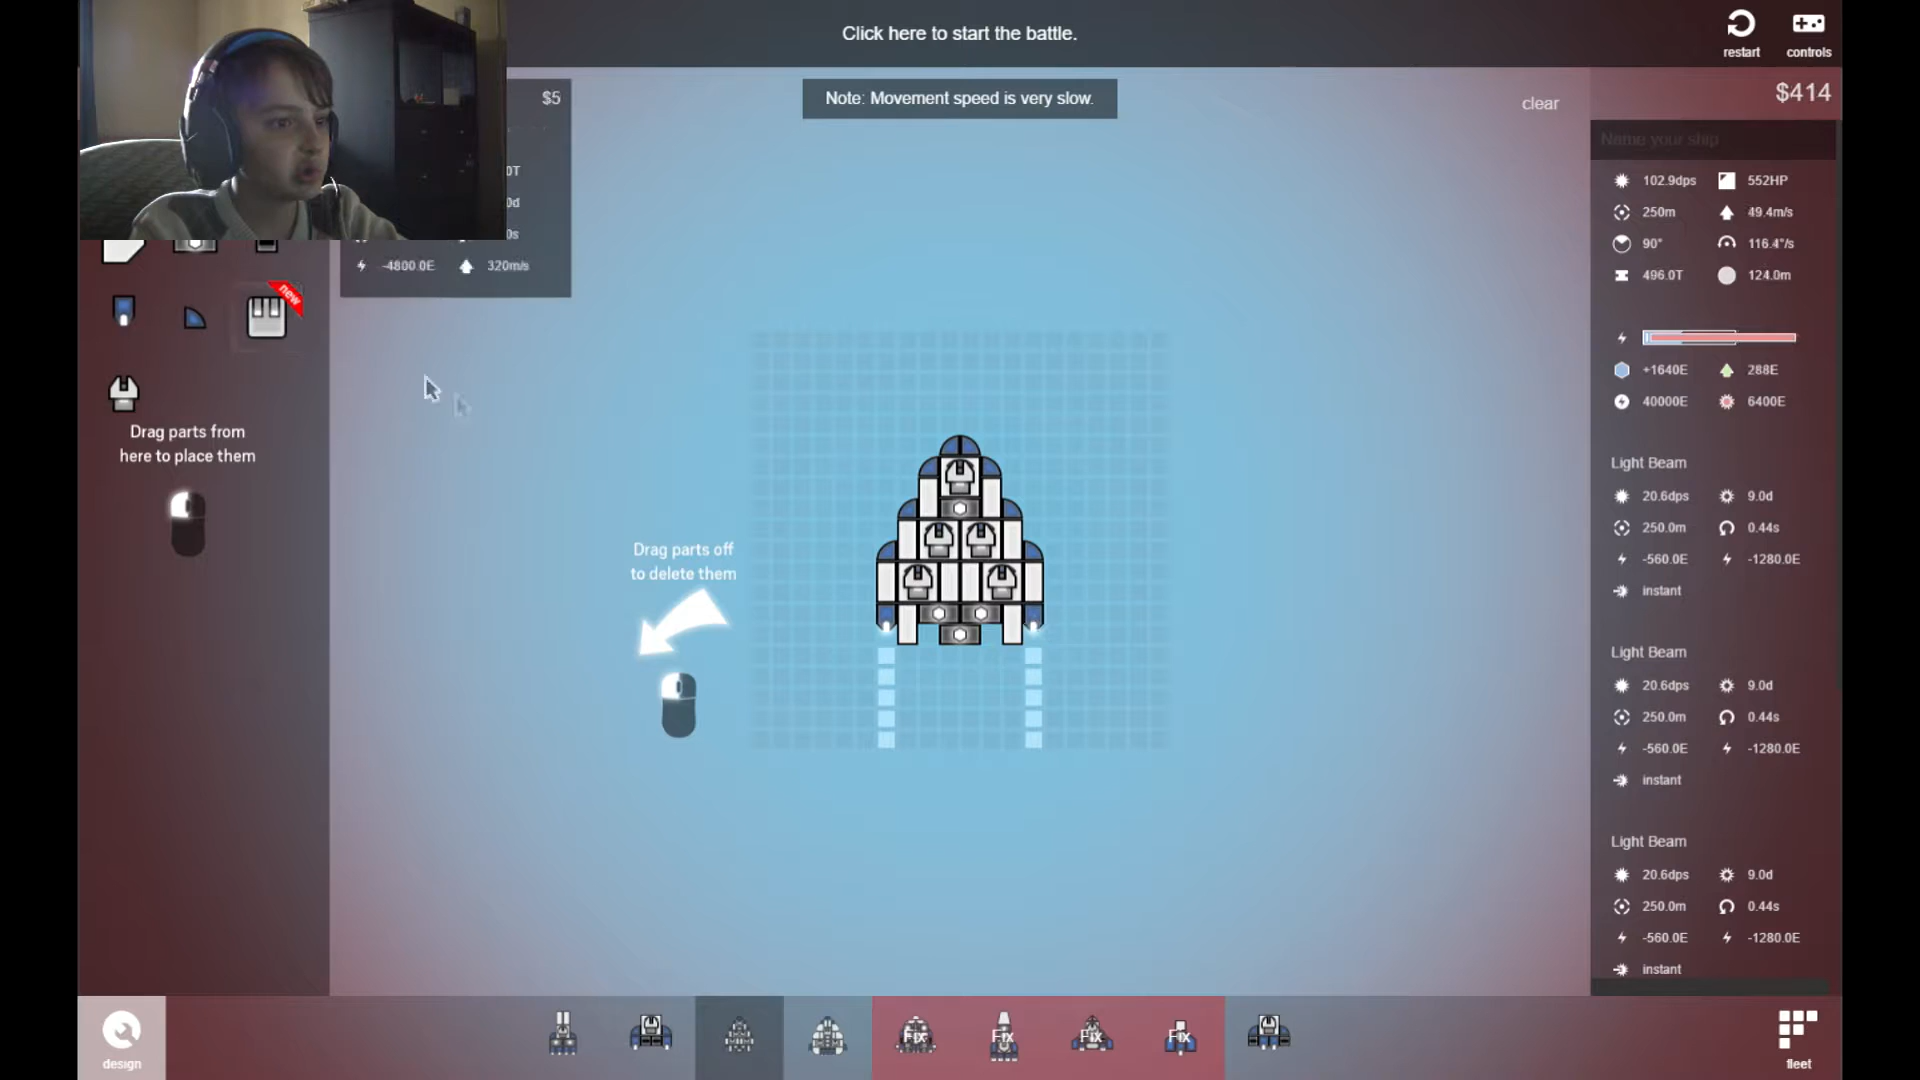 Click here to start the battle.
restart
controls
$5
Note: Movement speed is very slow.
clear
$414
Name your ship
102.9dps
552HP
250m
49.4m/s
90°
116.4°/s
496.0T
124.0m
-4800.0E
320m/s
new
+1640E
288E
40000E
6400E
Drag parts from
here to place them
Light Beam
20.6dps
9.0d
250.0m
0.44s
-560.0E
-1280.0E
instant
Drag parts off
to delete them
Light Beam
20.6dps
9.0d
250.0m
0.44s
-560.0E
-1280.0E
instant
Light Beam
20.6dps
9.0d
250.0m
0.44s
-560.0E
-1280.0E
instant
design
Fix
Fix
Fix
Fix
fleet